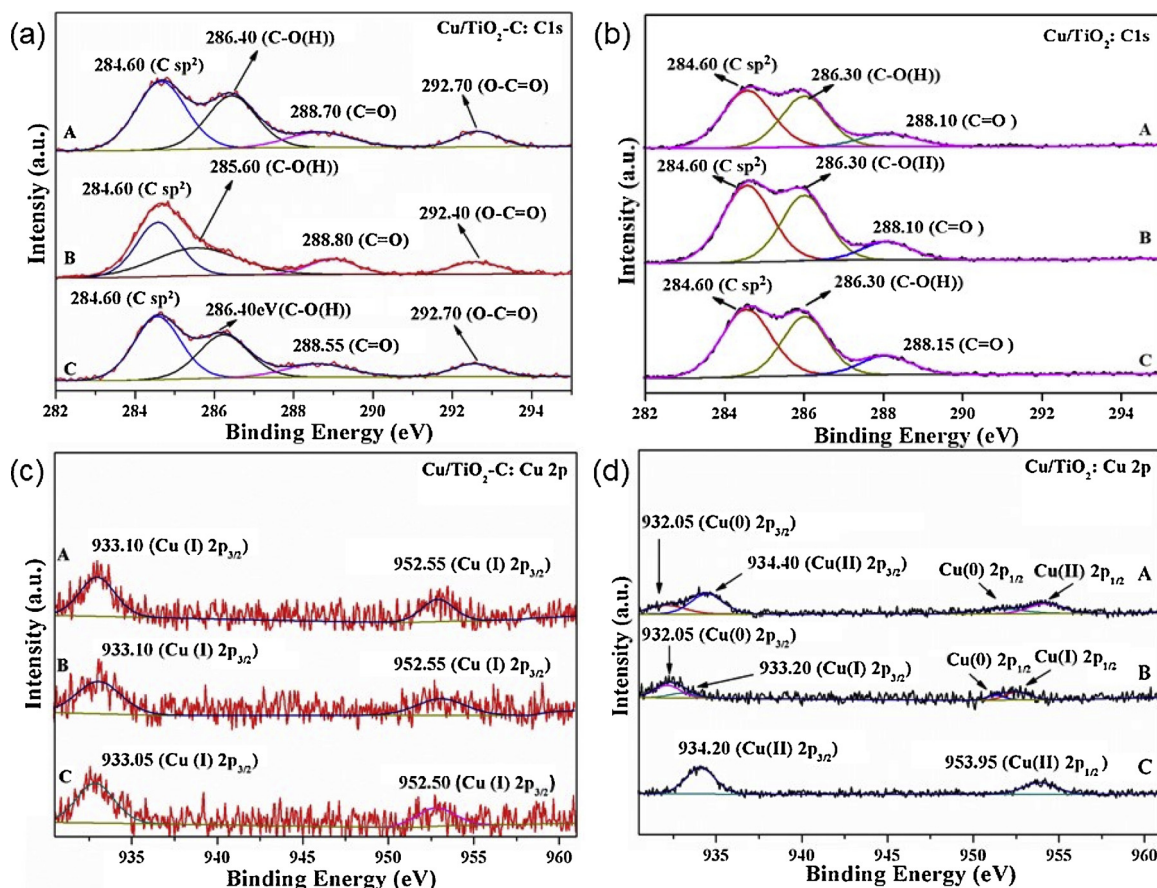 (a)
Cu/TiO₂-C: C1s
286.40 (C-O(H))
284.60 (C sp²)
292.70 (O-C=O)
288.70 (C=O)
A
285.60 (C-O(H))
284.60 (C sp²)
292.40 (O-C=O)
288.80 (C=O)
B
284.60 (C sp²)
286.40eV(C-O(H))
292.70 (O-C=O)
288.55 (C=O)
C
Intensiy (a.u.)
282 284 286 288 290 292 294
Binding Energy (eV)
(b)
Cu/TiO₂: C1s
284.60 (C sp²)
286.30 (C-O(H))
288.10 (C=O )
A
284.60 (C sp²)
286.30 (C-O(H))
288.10 (C=O )
B
284.60 (C sp²)
286.30 (C-O(H))
288.15 (C=O )
C
Intensity (a.u.)
282 284 286 288 290 292 294
Binding Energy (eV)
(c)
Cu/TiO₂-C: Cu 2p
A
933.10 (Cu (I) 2p₃/₂)
952.55 (Cu (I) 2p₃/₂)
B
933.10 (Cu (I) 2p₃/₂)
952.55 (Cu (I) 2p₃/₂)
C
933.05 (Cu (I) 2p₃/₂)
952.50 (Cu (I) 2p₃/₂)
Intensity (a.u.)
935 940 945 950 955 960
Binding Energy (eV)
(d)
Cu/TiO₂: Cu 2p
932.05 (Cu(0) 2p₃/₂)
934.40 (Cu(II) 2p₃/₂)
Cu(0) 2p₁/₂
Cu(II) 2p₁/₂
A
932.05 (Cu(0) 2p₃/₂)
933.20 (Cu(I) 2p₃/₂)
Cu(0) 2p₁/₂
Cu(I) 2p₁/₂
B
934.20 (Cu(II) 2p₃/₂)
953.95 (Cu(II) 2p₁/₂)
C
Intensity (a.u.)
935 940 945 950 955 960
Binding Energy (eV)